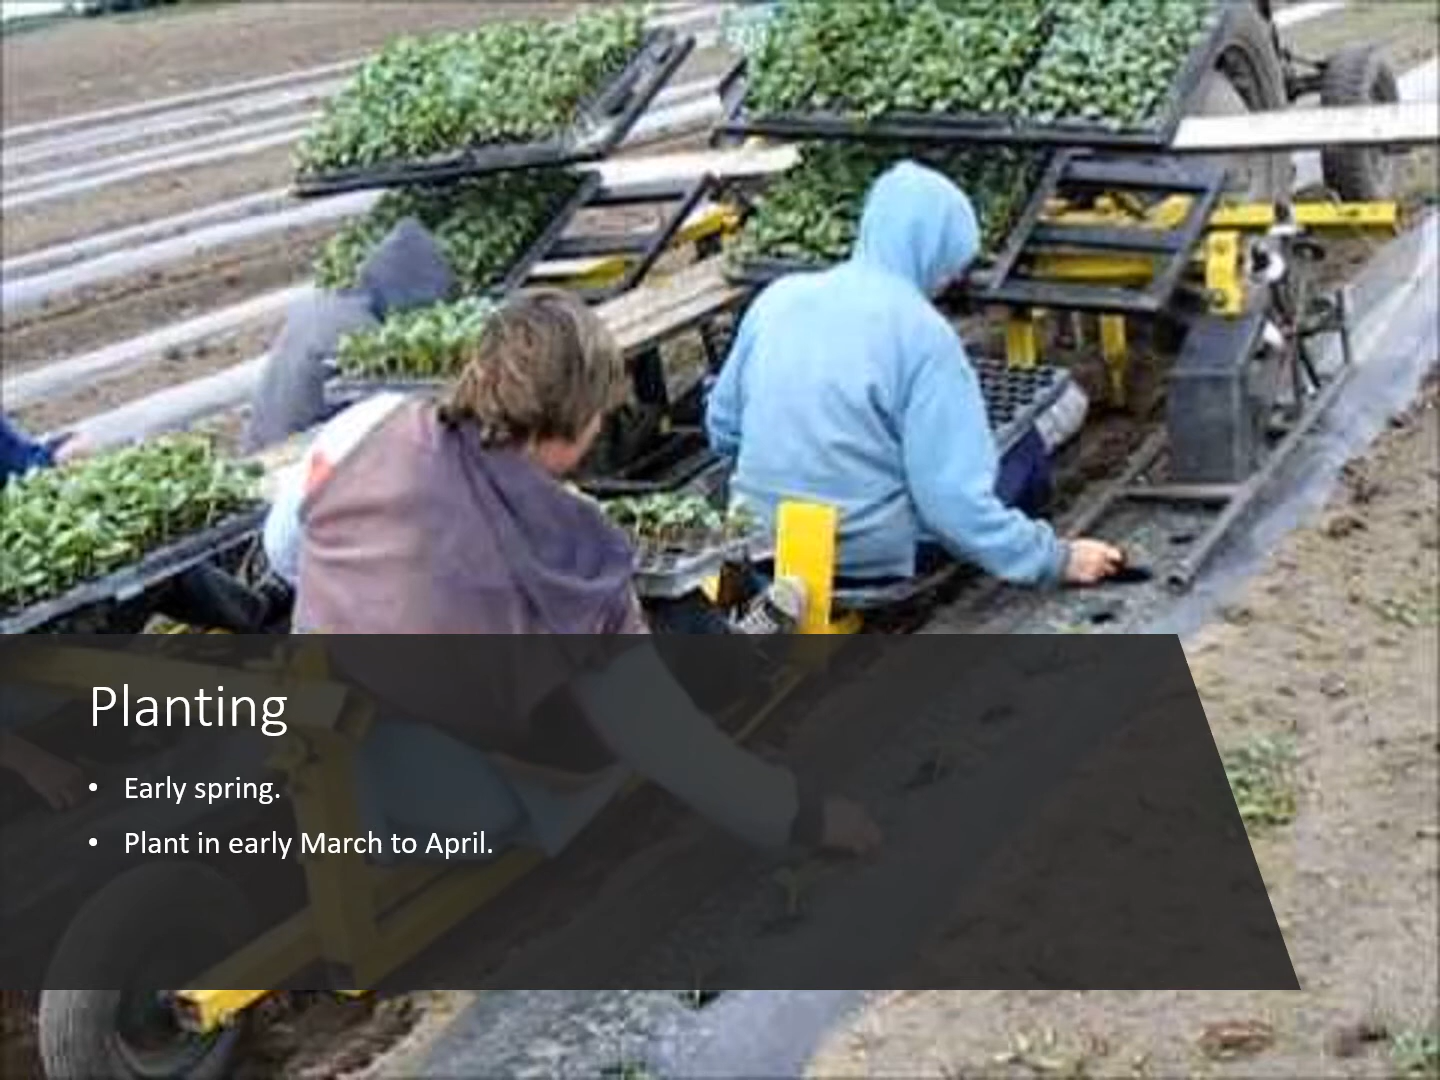 Planting
• Early spring.
• Plant in early March to April.